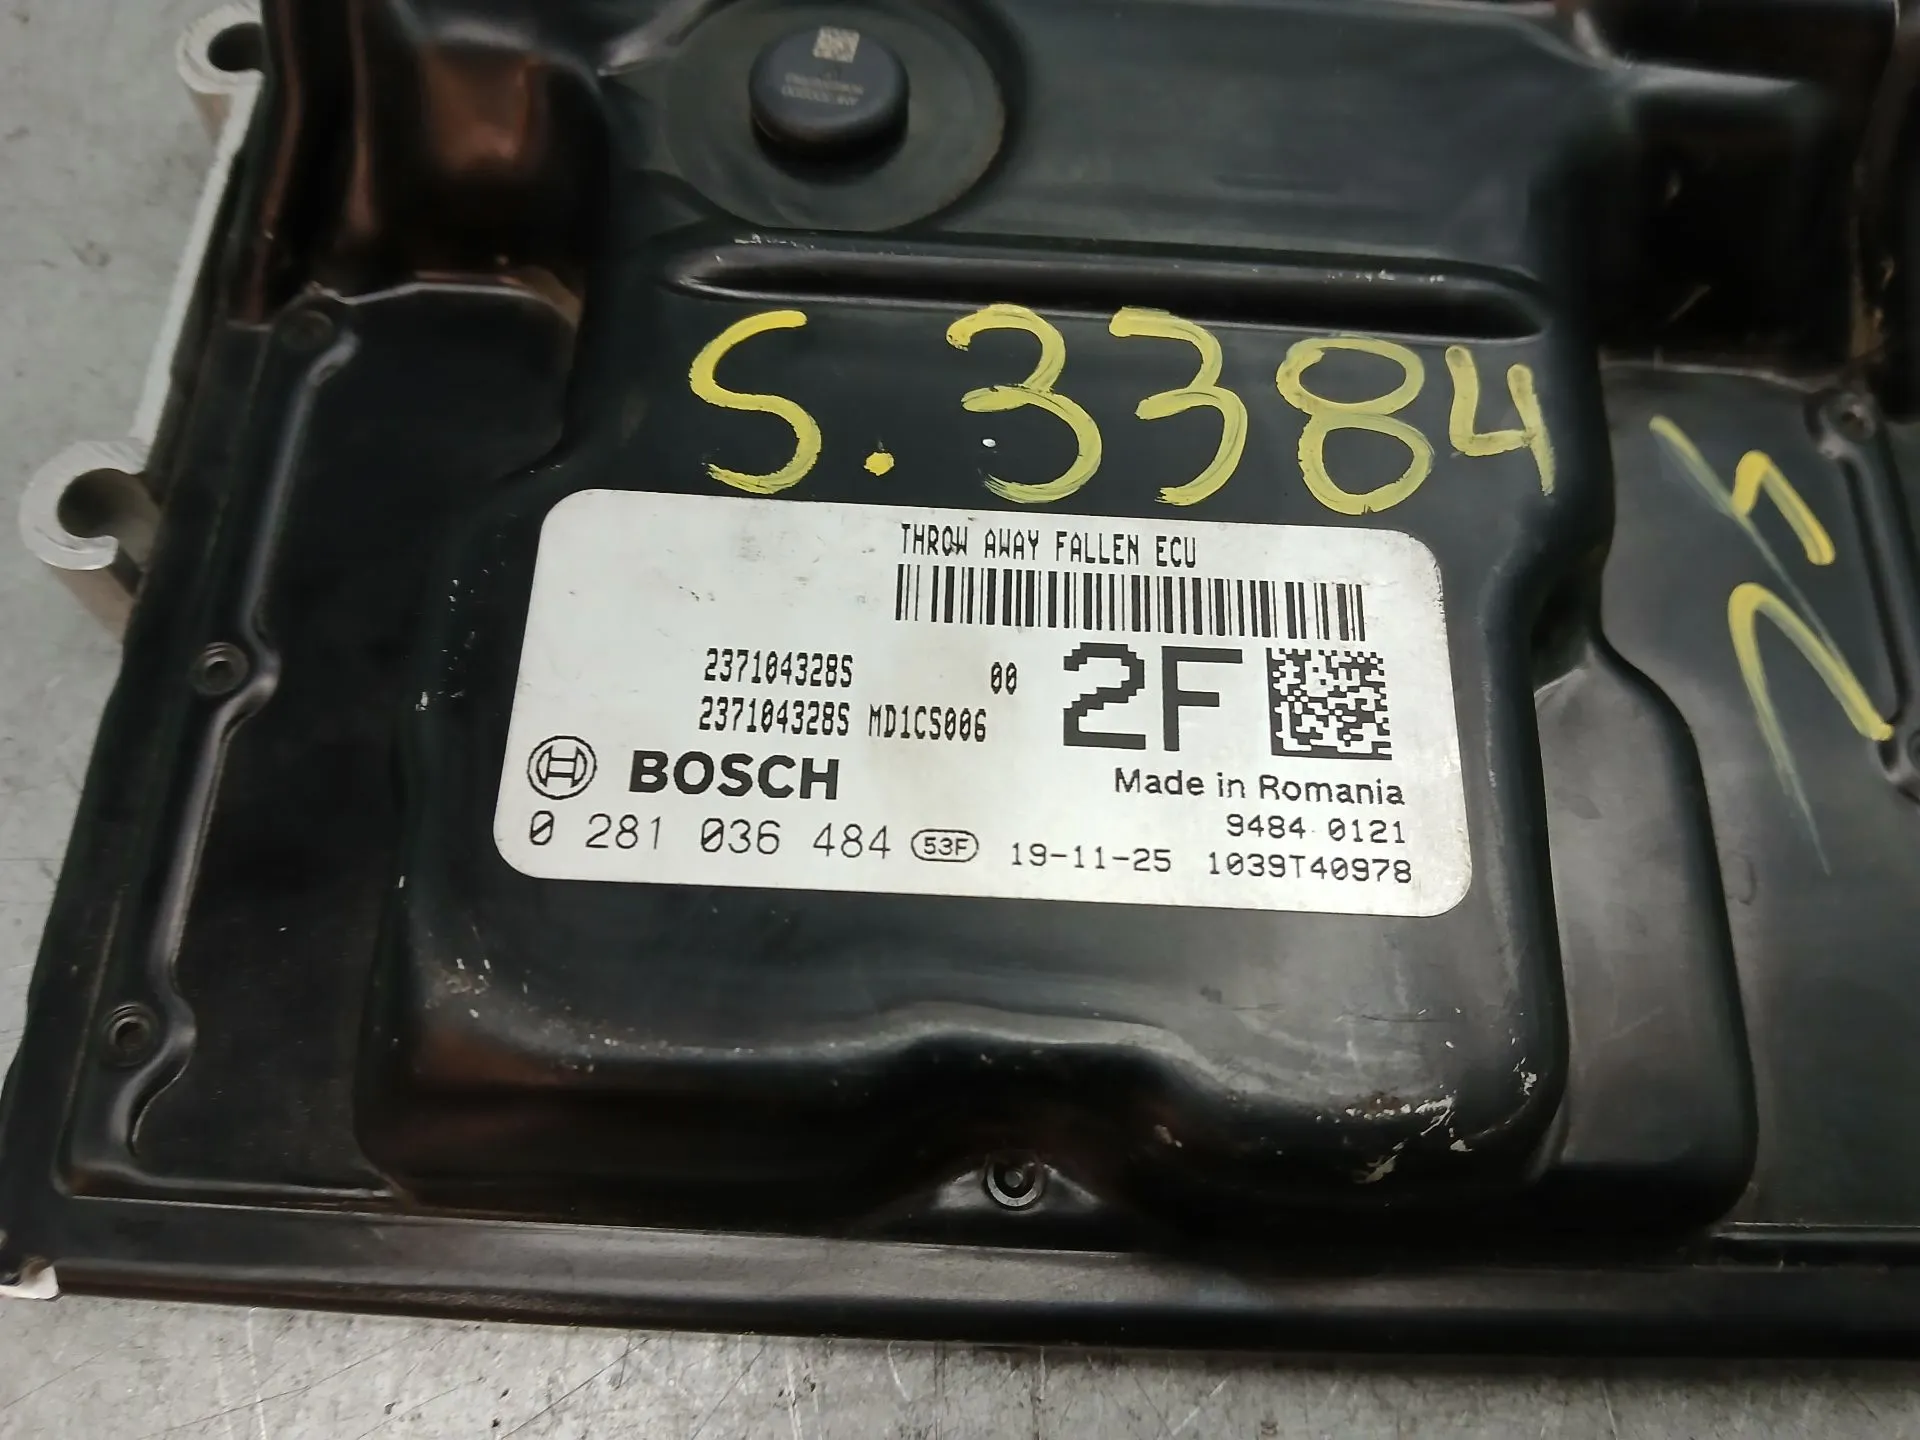 S.3384
THROW AWAY FALLEN ECU
237104328S 00
237104328S MD1CS006
2F
BOSCH
Made in Romania
9484 0121
0 281 036 484 53F 19-11-25 1039T40978